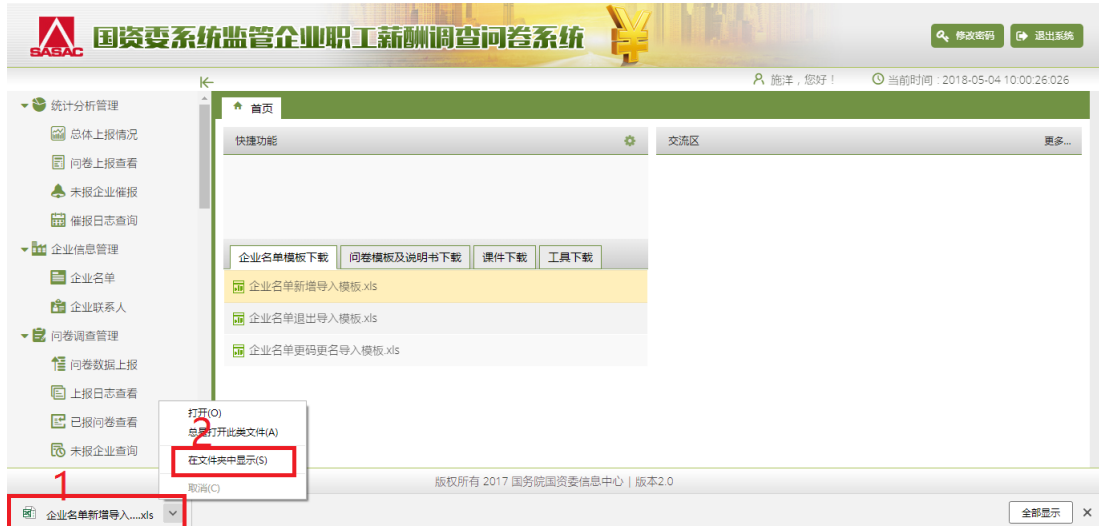 SASAC
国资委系统监管企业职工薪酬调查问卷系统
修改密码
退出系统
施洋，您好！
当前时间：2018-05-04 10:00:26:026
统计分析管理
总体上报情况
问卷上报查看
未报企业催报
催报日志查询
企业信息管理
企业名单
企业联系人
问卷调查管理
问卷数据上报
上报日志查看
已报问卷查看
未报企业查询
首页
快捷功能
交流区
更多...
企业名单模板下载
问卷模板及说明书下载
课件下载
工具下载
企业名单新增导入模板.xls
企业名单退出导入模板.xls
企业名单更码更名导入模板.xls
打开(O)
2
总是打开此类文件(A)
在文件夹中显示(S)
取消(C)
版权所有 2017 国务院国资委信息中心 | 版本2.0
1
企业名单新增导入....xls
全部显示